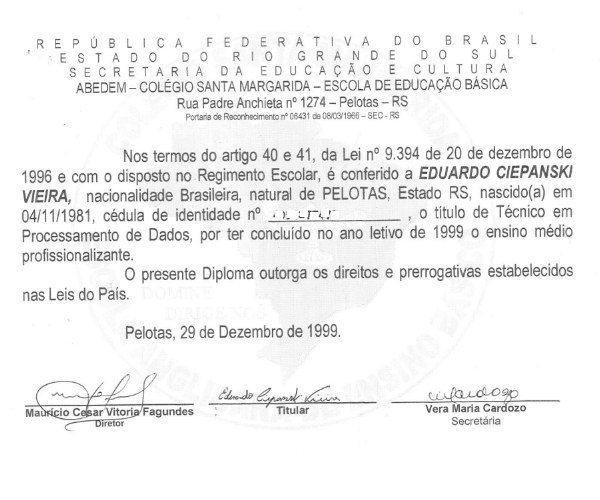 REPÚBLICA FEDERATIVA DO BRASIL
ESTADO DO RIO GRANDE DO SUL
SECRETARIA DA EDUCAÇÃO E CULTURA
ABEDEM – COLÉGIO SANTA MARGARIDA – ESCOLA DE EDUCAÇÃO BÁSICA
Rua Padre Anchieta nº 1274 – Pelotas – RS
Portaria de Reconhecimento nº 06431 de 08/03/1966 – SEC - RS
Nos termos do artigo 40 e 41, da Lei nº 9.394 de 20 de dezembro de
1996 e com o disposto no Regimento Escolar, é conferido a EDUARDO CIEPANSKI
VIEIRA, nacionalidade Brasileira, natural de PELOTAS, Estado RS, nascido(a) em
04/11/1981, cédula de identidade nº , o título de Técnico em
Processamento de Dados, por ter concluído no ano letivo de 1999 o ensino médio
profissionalizante.
O presente Diploma outorga os direitos e prerrogativas estabelecidos
nas Leis do País.
DOMINE
DIRIGE NOS
Pelotas, 29 de Dezembro de 1999.
Eduardo Ciepanski Vieira
VMCardozo
Mauricio Cesar Vitoria Fagundes
Titular
Vera Maria Cardozo
Diretor
Secretária